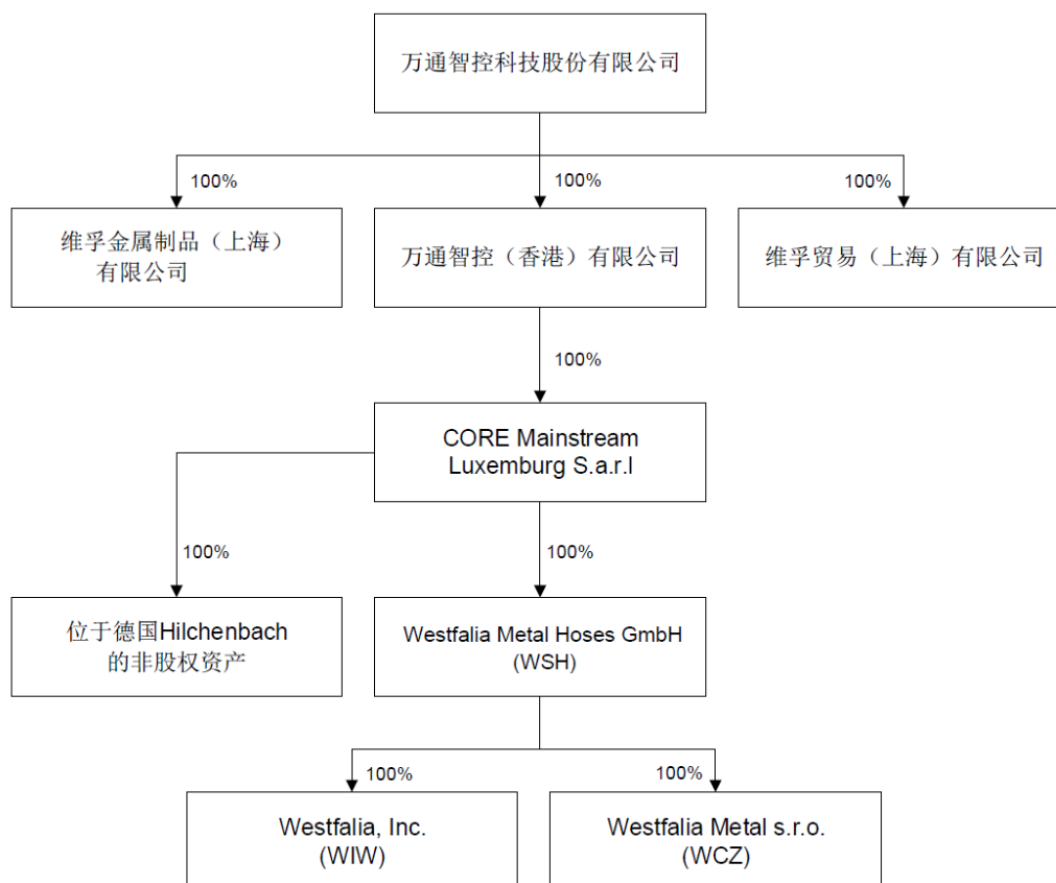 万通智控科技股份有限公司
100%
100%
100%
维孚金属制品（上海）
有限公司
万通智控（香港）有限公司
维孚贸易（上海）有限公司
100%
CORE Mainstream
Luxemburg S.a.r.l
100%
100%
位于德国Hilchenbach
的非股权资产
Westfalia Metal Hoses GmbH
(WSH)
100%
100%
Westfalia, Inc.
(WIW)
Westfalia Metal s.r.o.
(WCZ)